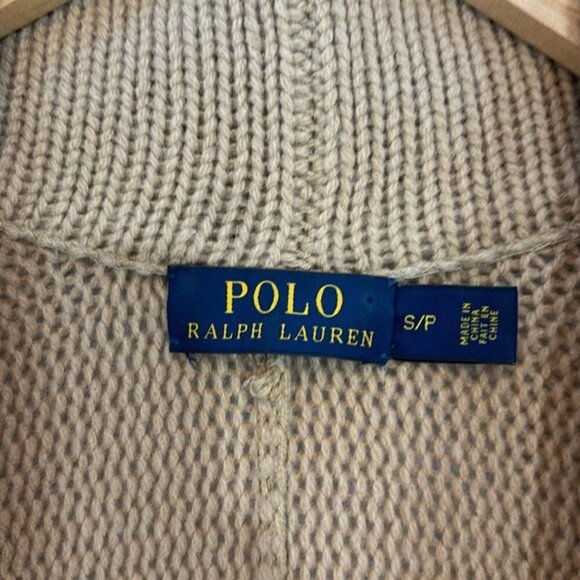 POLO
RALPH LAUREN
S/P
MADE IN
CHINA
FAIT EN
CHINE